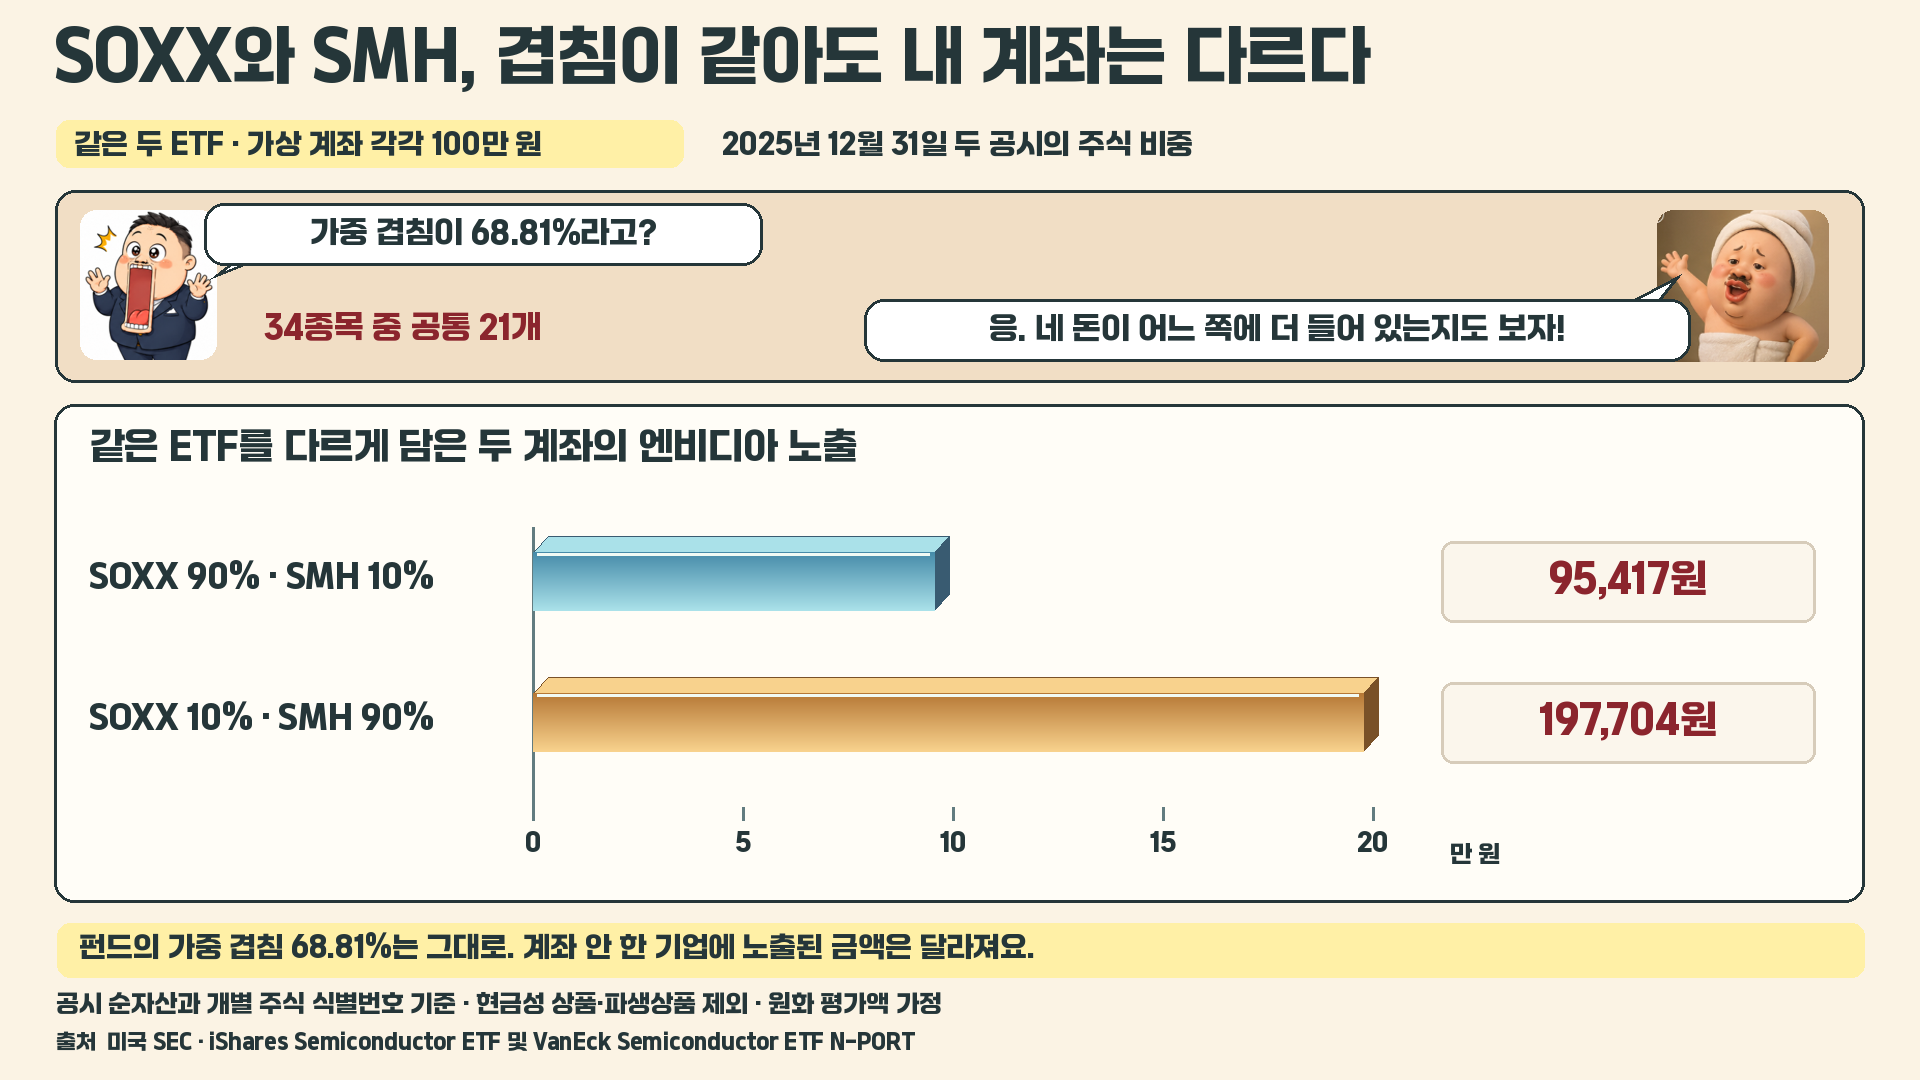 SOXX와 SMH, 겹침이 같아도 내 계좌는 다르다
같은 두 ETF · 가상 계좌 각각 100만 원
2025년 12월 31일 두 공시의 주식 비중
가중 겹침이 68.81%라고?
34종목 중 공통 21개
응. 네 돈이 어느 쪽에 더 들어 있는지도 보자!
같은 ETF를 다르게 담은 두 계좌의 엔비디아 노출
SOXX 90% · SMH 10%
95,417원
SOXX 10% · SMH 90%
197,704원
0 5 10 15 20 만 원
펀드의 가중 겹침 68.81%는 그대로. 계좌 안 한 기업에 노출된 금액은 달라져요.
공시 순자산과 개별 주식 식별번호 기준 · 현금성 상품·파생상품 제외 · 원화 평가액 가정
출처 미국 SEC · iShares Semiconductor ETF 및 VanEck Semiconductor ETF N-PORT